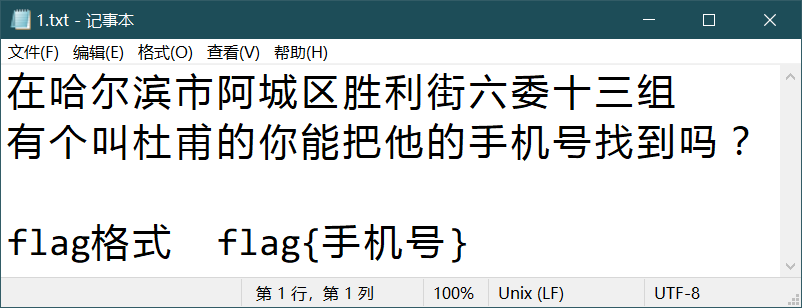 1.txt - 记事本
文件(F) 编辑(E) 格式(O) 查看(V) 帮助(H)
在哈尔滨市阿城区胜利街六委十三组
有个叫杜甫的你能把他的手机号找到吗？
flag格式 flag{手机号}
第 1 行，第 1 列 100% Unix (LF) UTF-8